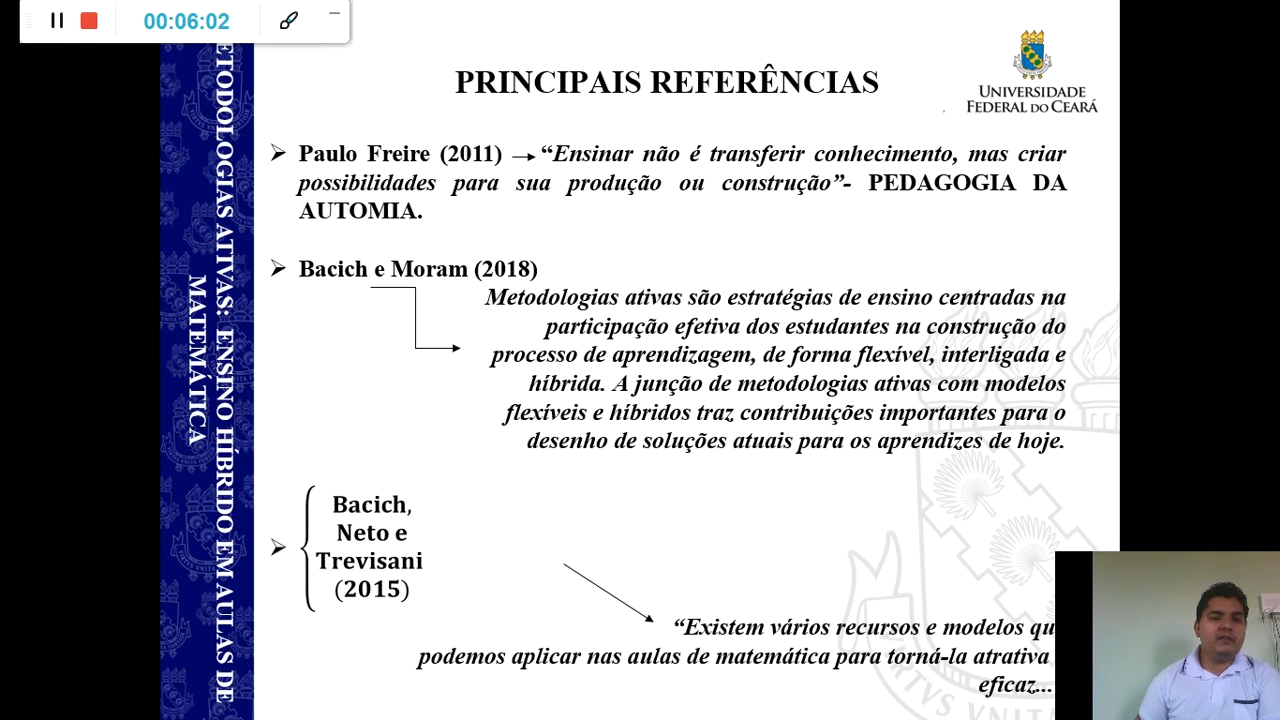 00:06:02
ETODOLOGIAS ATIVAS: ENSINO HÍBRIDO EM AULAS DE
MATEMÁTICA
PRINCIPAIS REFERÊNCIAS
UNIVERSIDADE
FEDERAL DO CEARÁ
➢ Paulo Freire (2011) → “Ensinar não é transferir conhecimento, mas criar
possibilidades para sua produção ou construção”- PEDAGOGIA DA
AUTOMIA.
➢ Bacich e Moram (2018)
Metodologias ativas são estratégias de ensino centradas na
participação efetiva dos estudantes na construção do
processo de aprendizagem, de forma flexível, interligada e
híbrida. A junção de metodologias ativas com modelos
flexíveis e híbridos traz contribuições importantes para o
desenho de soluções atuais para os aprendizes de hoje.
➢ Bacich,
Neto e
Trevisani
(2015)
“Existem vários recursos e modelos qu
podemos aplicar nas aulas de matemática para torná-la atrativa
eficaz...